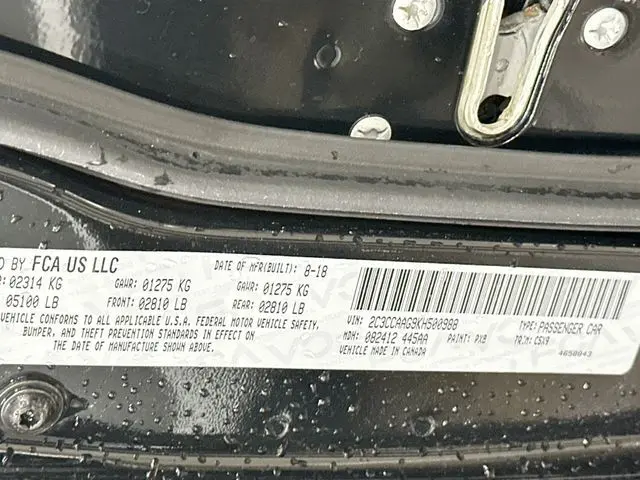 D BY FCA US LLC
DATE OF MFR(BUILT): 8-18
: 02314 KG GAWR: 01275 KG GAWR: 01275 KG
05100 LB FRONT: 02810 LB REAR: 02810 LB
VEHICLE CONFORMS TO ALL APPLICABLE U.S.A. FEDERAL MOTOR VEHICLE SAFETY,
BUMPER, AND THEFT PREVENTION STANDARDS IN EFFECT ON
THE DATE OF MANUFACTURE SHOWN ABOVE.
VIN: 2C3CCAAG9KH500988 TYPE: PASSENGER CAR
MDH: 082412 445AA PAINT: PX8 TRIM: C5X9
VEHICLE MADE IN CANADA 4658043